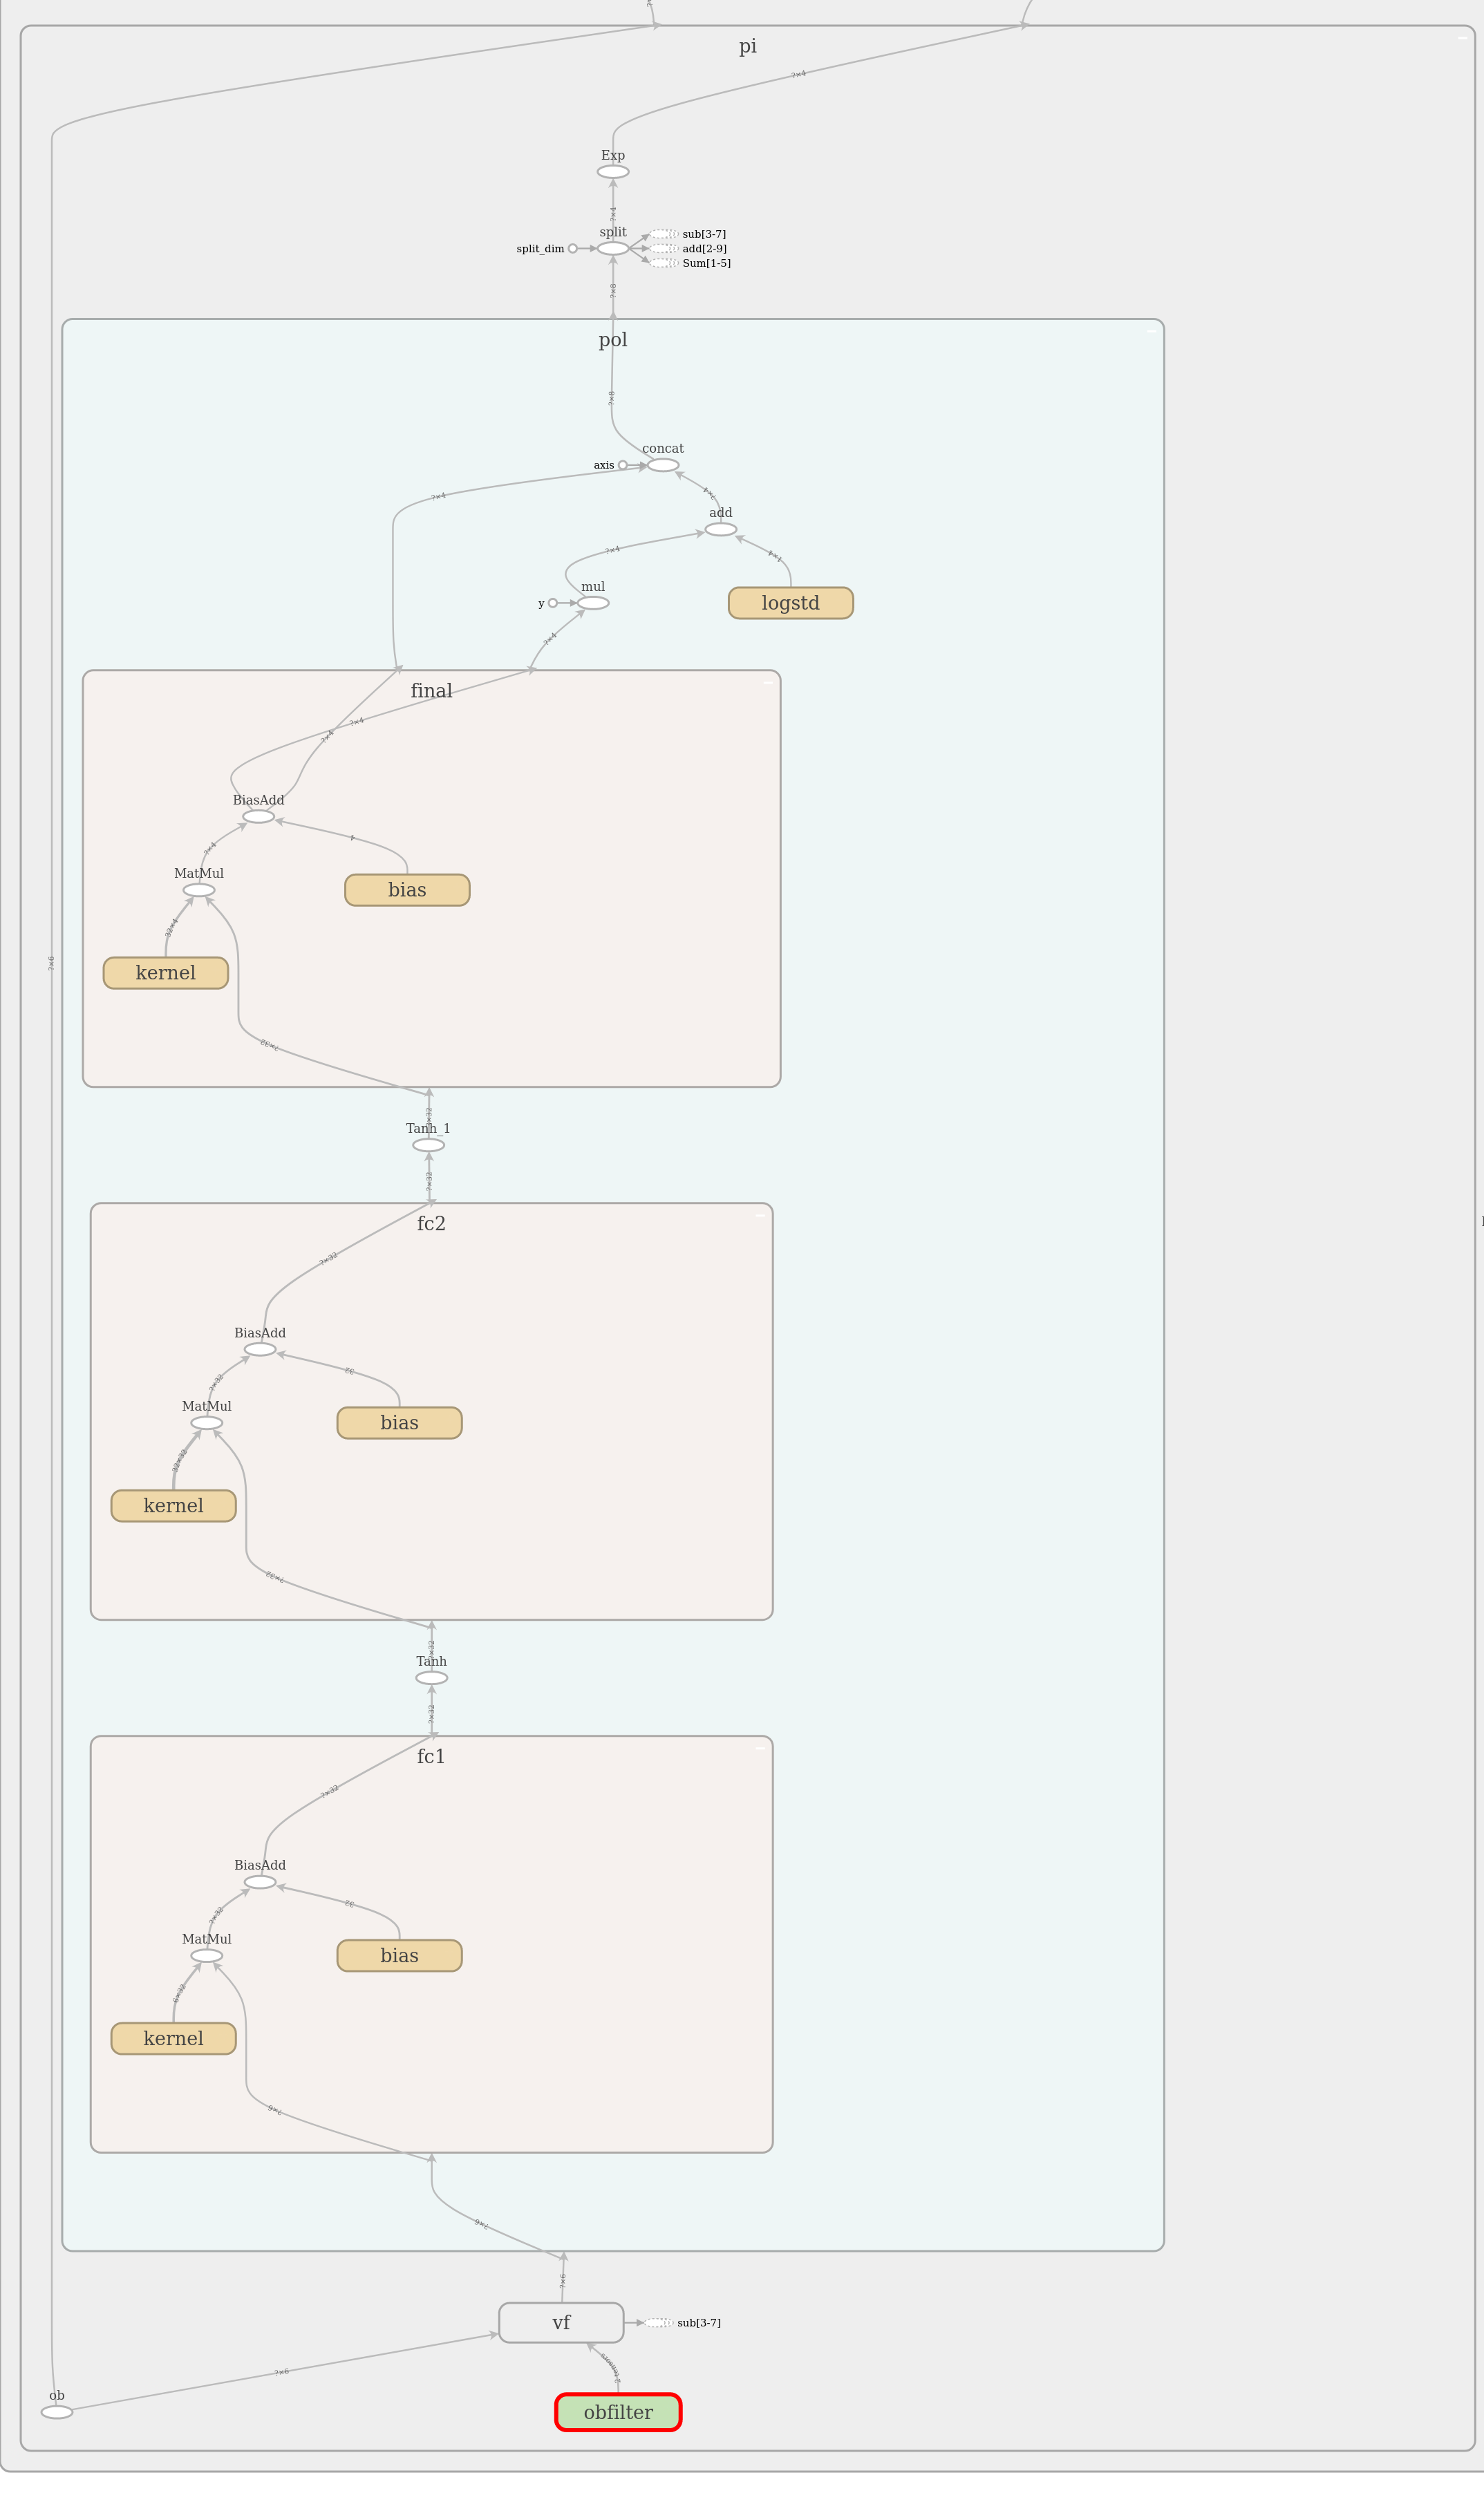 pi
?×4
Exp
?×4
split
split_dim
sub[3-7]
add[2-9]
Sum[1-5]
?×8
pol
?×8
concat
axis
?×4
?×4
add
?×4
1×4
mul
y
logstd
?×4
final
?×4
?×4
BiasAdd
4
?×4
MatMul
bias
32×4
?×6
kernel
?×32
?×32
Tanh_1
?×32
fc2
?×32
BiasAdd
32
?×32
MatMul
bias
32×32
kernel
?×32
?×32
Tanh
?×32
fc1
?×32
BiasAdd
32
?×32
MatMul
bias
6×32
kernel
?×6
?×6
?×6
vf
sub[3-7]
?×6
2 tensors
ob
obfilter